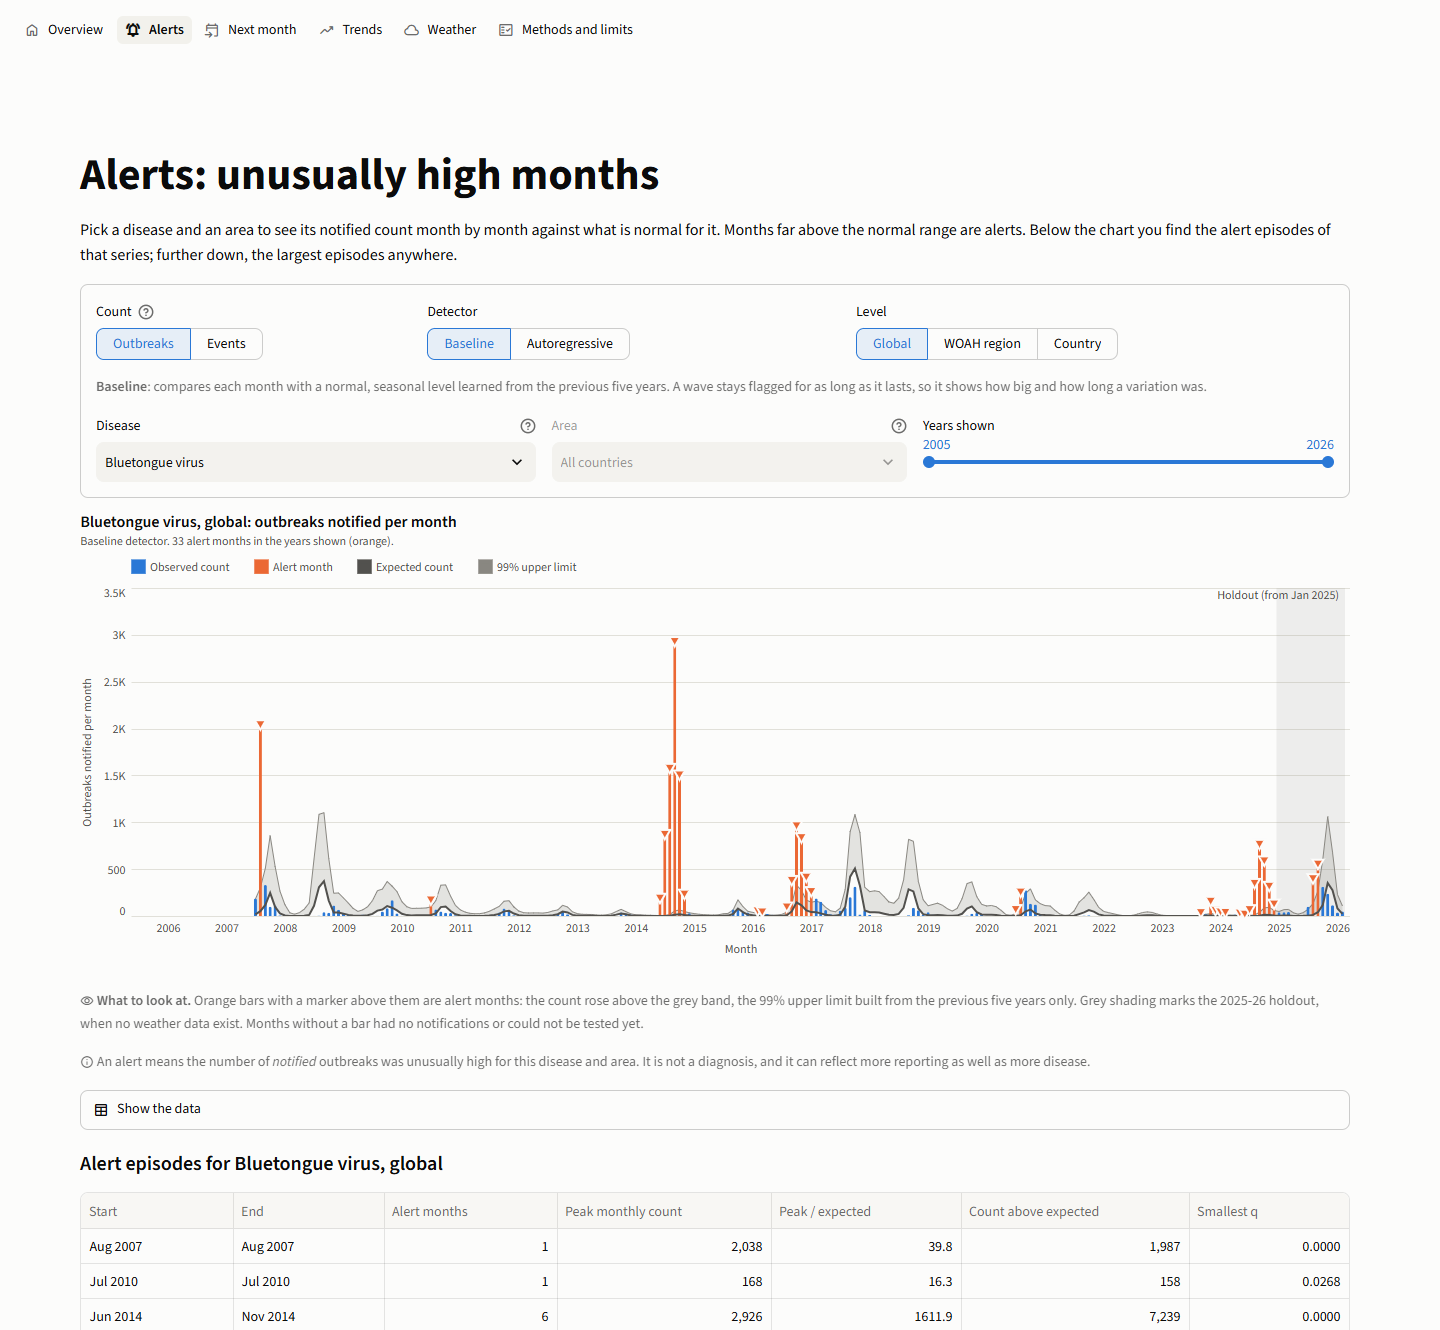 Overview Alerts Next month Trends Weather Methods and limits
Alerts: unusually high months
Pick a disease and an area to see its notified count month by month against what is normal for it. Months far above the normal range are alerts. Below the chart you find the alert episodes of
that series; further down, the largest episodes anywhere.
Count Detector Level
Outbreaks Events Baseline Autoregressive Global WOAH region Country
Baseline: compares each month with a normal, seasonal level learned from the previous five years. A wave stays flagged for as long as it lasts, so it shows how big and how long a variation was.
Disease Area Years shown
2005 2026
Bluetongue virus All countries
Bluetongue virus, global: outbreaks notified per month
Baseline detector. 33 alert months in the years shown (orange).
Observed count Alert month Expected count 99% upper limit
3.5K
Holdout (from Jan 2025)
3K
2.5K
2K
1.5K
1K
500
0
Outbreaks notified per month
2006 2007 2008 2009 2010 2011 2012 2013 2014 2015 2016 2017 2018 2019 2020 2021 2022 2023 2024 2025 2026
Month
What to look at. Orange bars with a marker above them are alert months: the count rose above the grey band, the 99% upper limit built from the previous five years only. Grey shading marks the 2025-26 holdout,
when no weather data exist. Months without a bar had no notifications or could not be tested yet.
An alert means the number of notified outbreaks was unusually high for this disease and area. It is not a diagnosis, and it can reflect more reporting as well as more disease.
Show the data
Alert episodes for Bluetongue virus, global
Start End Alert months Peak monthly count Peak / expected Count above expected Smallest q
Aug 2007 Aug 2007 1 2,038 39.8 1,987 0.0000
Jul 2010 Jul 2010 1 168 16.3 158 0.0268
Jun 2014 Nov 2014 6 2,926 1611.9 7,239 0.0000